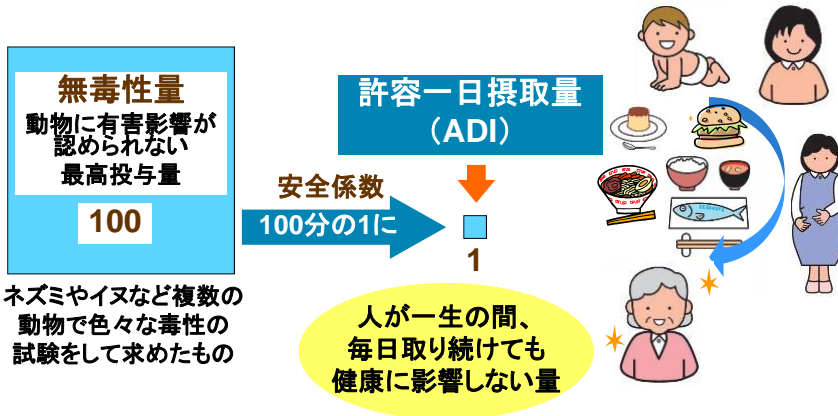 無毒性量
動物に有害影響が
認められない
最高投与量
100
ネズミやイヌなど複数の
動物で色々な毒性の
試験をして求めたもの
安全係数
100分の1に
許容一日摂取量
（ADI）
1
人が一生の間、
毎日取り続けても
健康に影響しない量